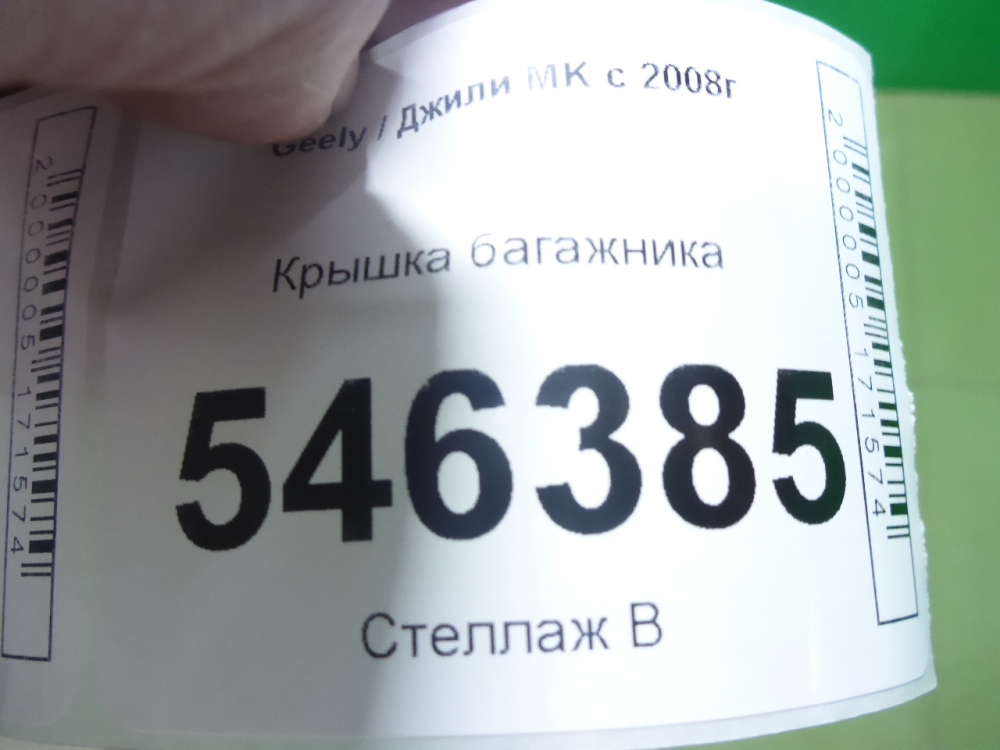 Geely / Джили МК с 2008г
Крышка багажника
546385
Стеллаж В
2000005171574
2000005171574